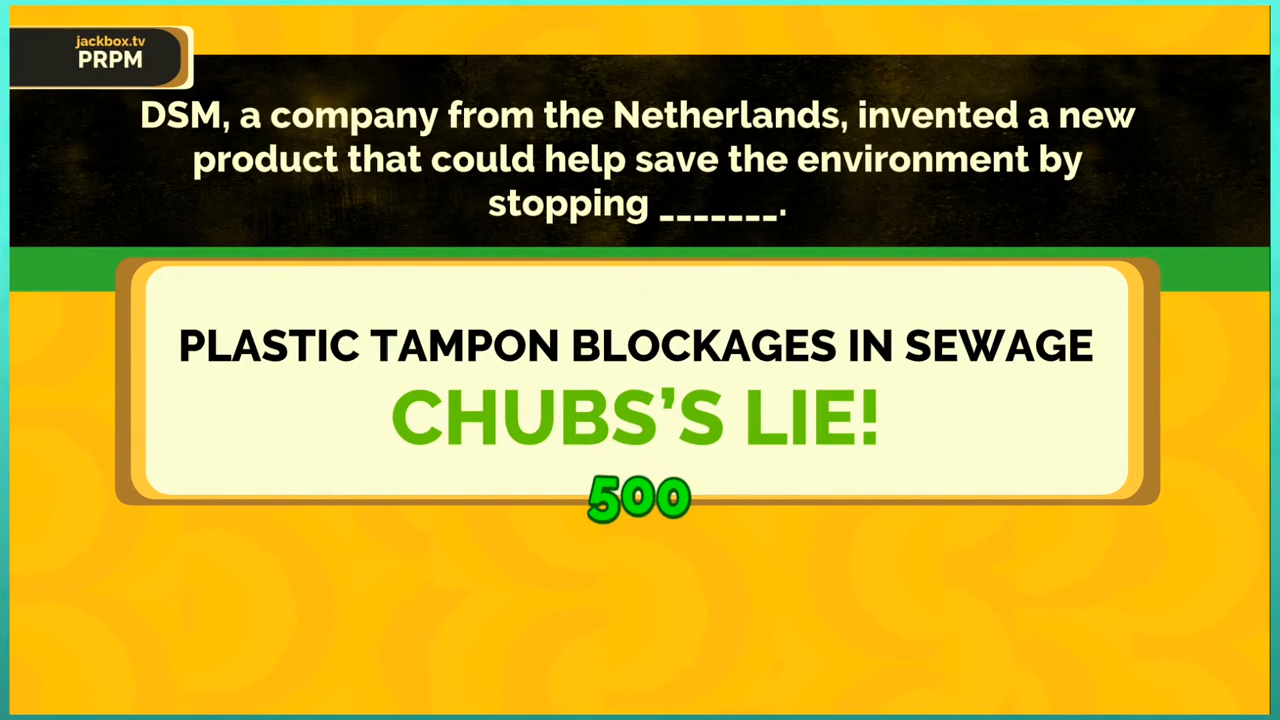 jackbox.tv
PRPM
DSM, a company from the Netherlands, invented a new
product that could help save the environment by
stopping _______.
PLASTIC TAMPON BLOCKAGES IN SEWAGE
CHUBS'S LIE!
500